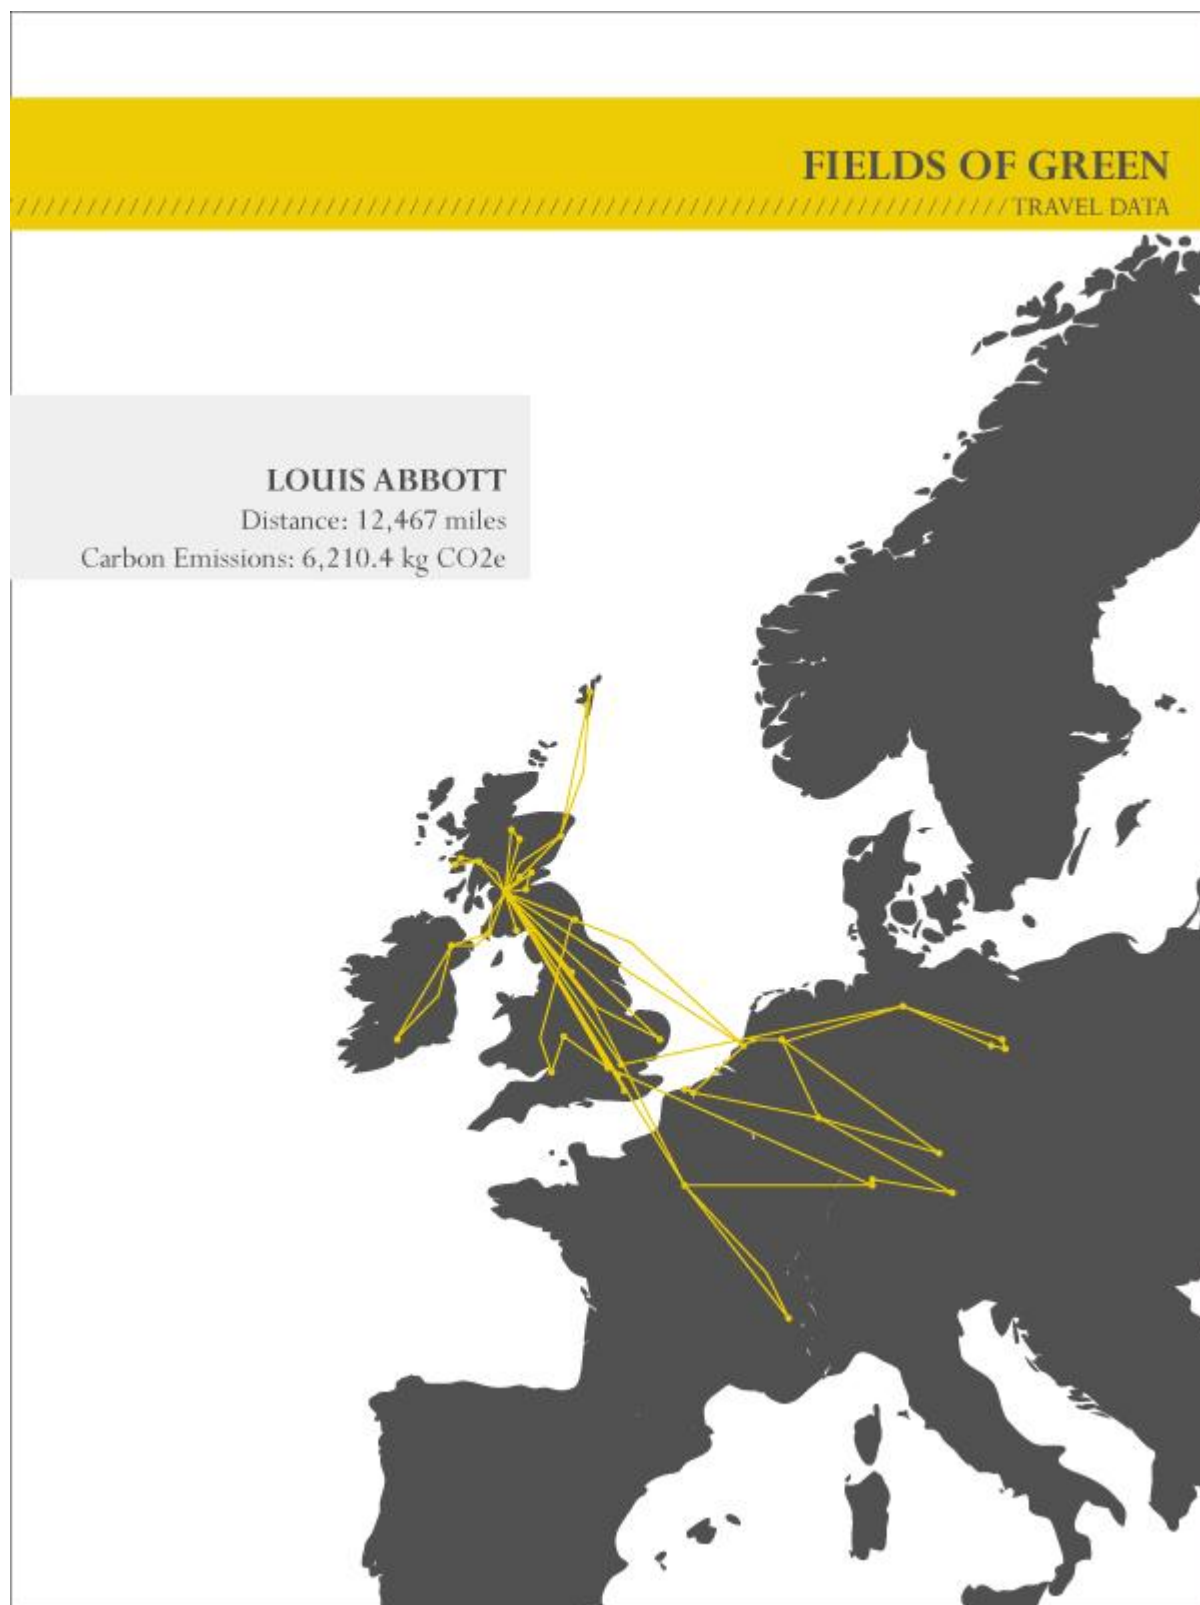 FIELDS OF GREEN
TRAVEL DATA
LOUIS ABBOTT
Distance: 12,467 miles
Carbon Emissions: 6,210.4 kg CO2e